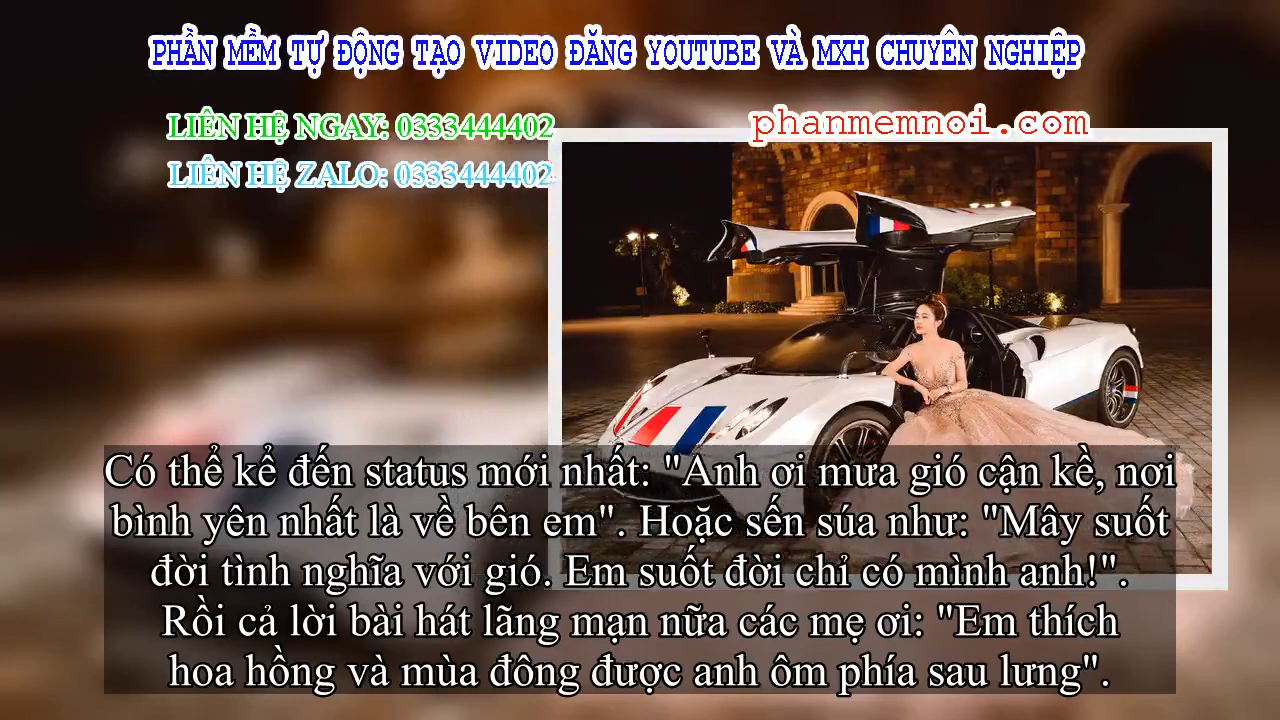 PHẦN MỀM TỰ ĐỘNG TẠO VIDEO ĐĂNG YOUTUBE VÀ MXH CHUYÊN NGHIỆP
LIÊN HỆ NGAY: 0333444402
phanmemnoi.com
LIÊN HỆ ZALO: 0333444402
Có thể kể đến status mới nhất: "Anh ơi mưa gió cận kề, nơi
bình yên nhất là về bên em". Hoặc sến súa như: "Mây suốt
đời tình nghĩa với gió. Em suốt đời chỉ có mình anh!".
Rồi cả lời bài hát lãng mạn nữa các mẹ ơi: "Em thích
hoa hồng và mùa đông được anh ôm phía sau lưng".